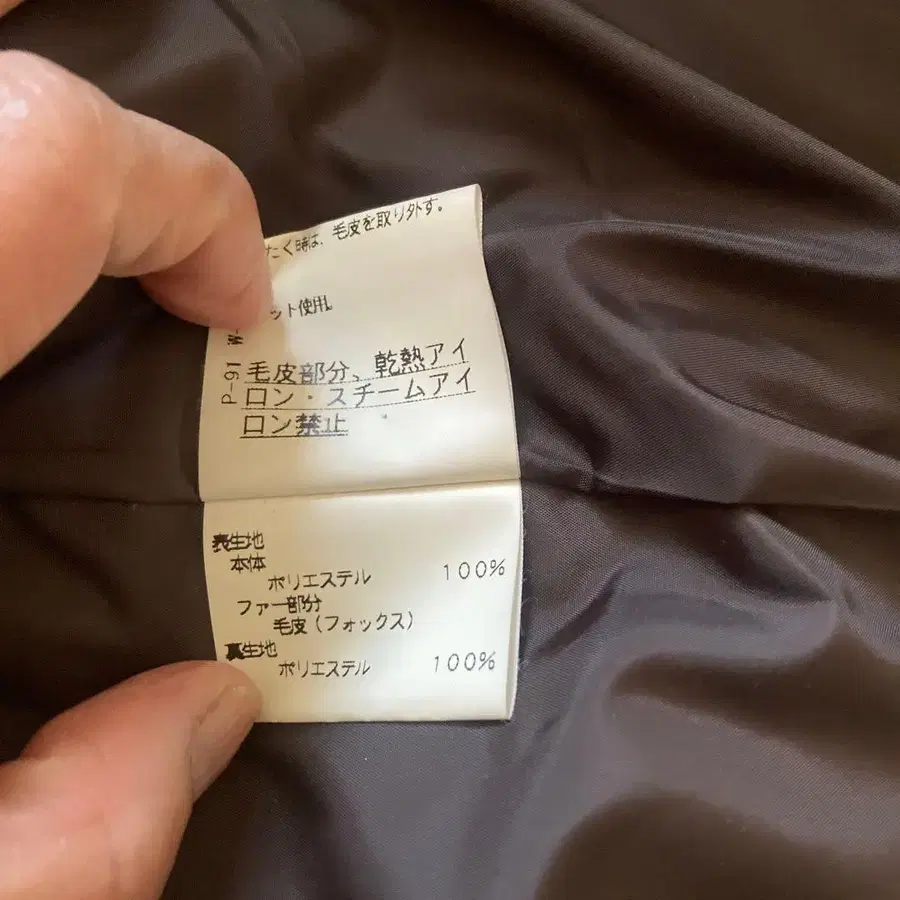 たく時は、毛皮を取り外す。
ット使用。
P-91 毛皮部分、乾熱アイ
ロン・スチームアイ
ロン禁止
表生地
本体
ポリエステル 100%
ファー部分
毛皮(フォックス)
裏生地
ポリエステル 100%